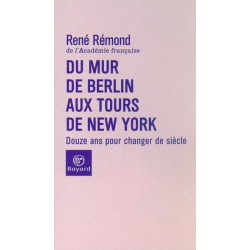 René Rémond
de l'Académie française
DU MUR
DE BERLIN
AUX TOURS
DE NEW YORK
Douze ans pour changer de siècle
Bayard